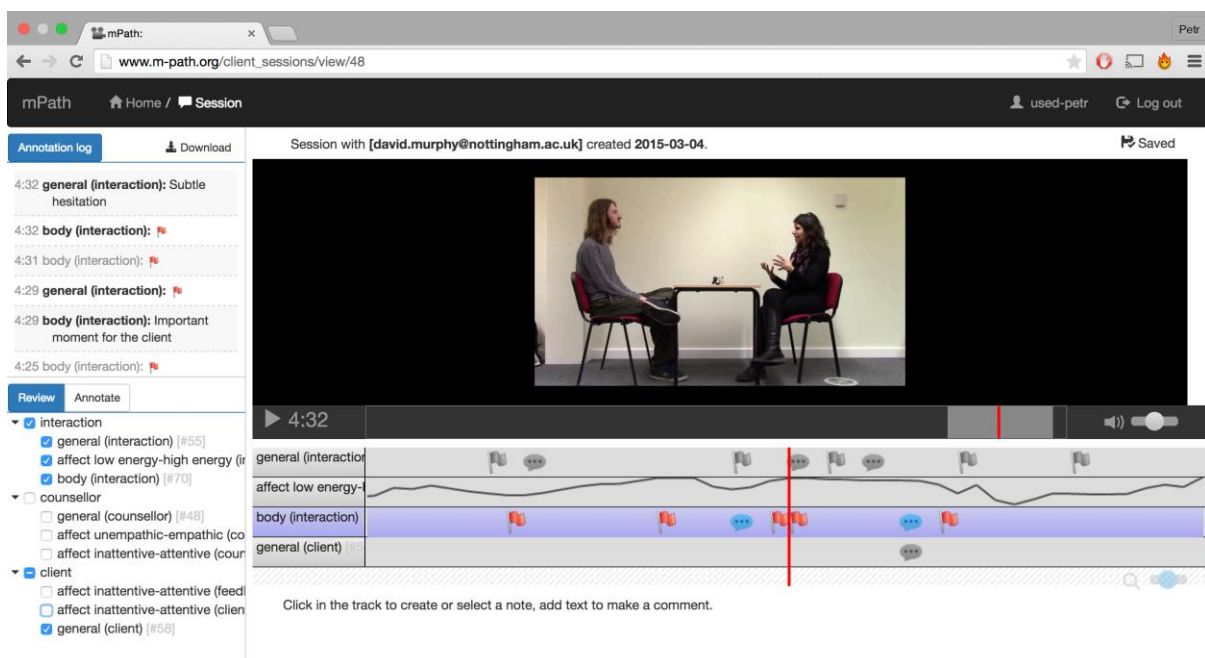 mPath:
Petr
www.m-path.org/client_sessions/view/48
mPath Home / Session used-petr Log out
Annotation log Download
Session with [david.murphy@nottingham.ac.uk] created 2015-03-04. Saved
4:32 general (interaction): Subtle
hesitation
4:32 body (interaction):
4:31 body (interaction):
4:29 general (interaction):
4:29 body (interaction): Important
moment for the client
4:25 body (interaction):
Review Annotate
interaction
general (interaction) [#55]
affect low energy-high energy (in
body (interaction) [#70]
counsellor
general (counsellor) [#48]
affect unempathic-empathic (co
affect inattentive-attentive (coun
client
affect inattentive-attentive (feed
affect inattentive-attentive (clien
general (client) [#58]
4:32
general (interaction
affect low energy-
body (interaction)
general (client)
Click in the track to create or select a note, add text to make a comment.